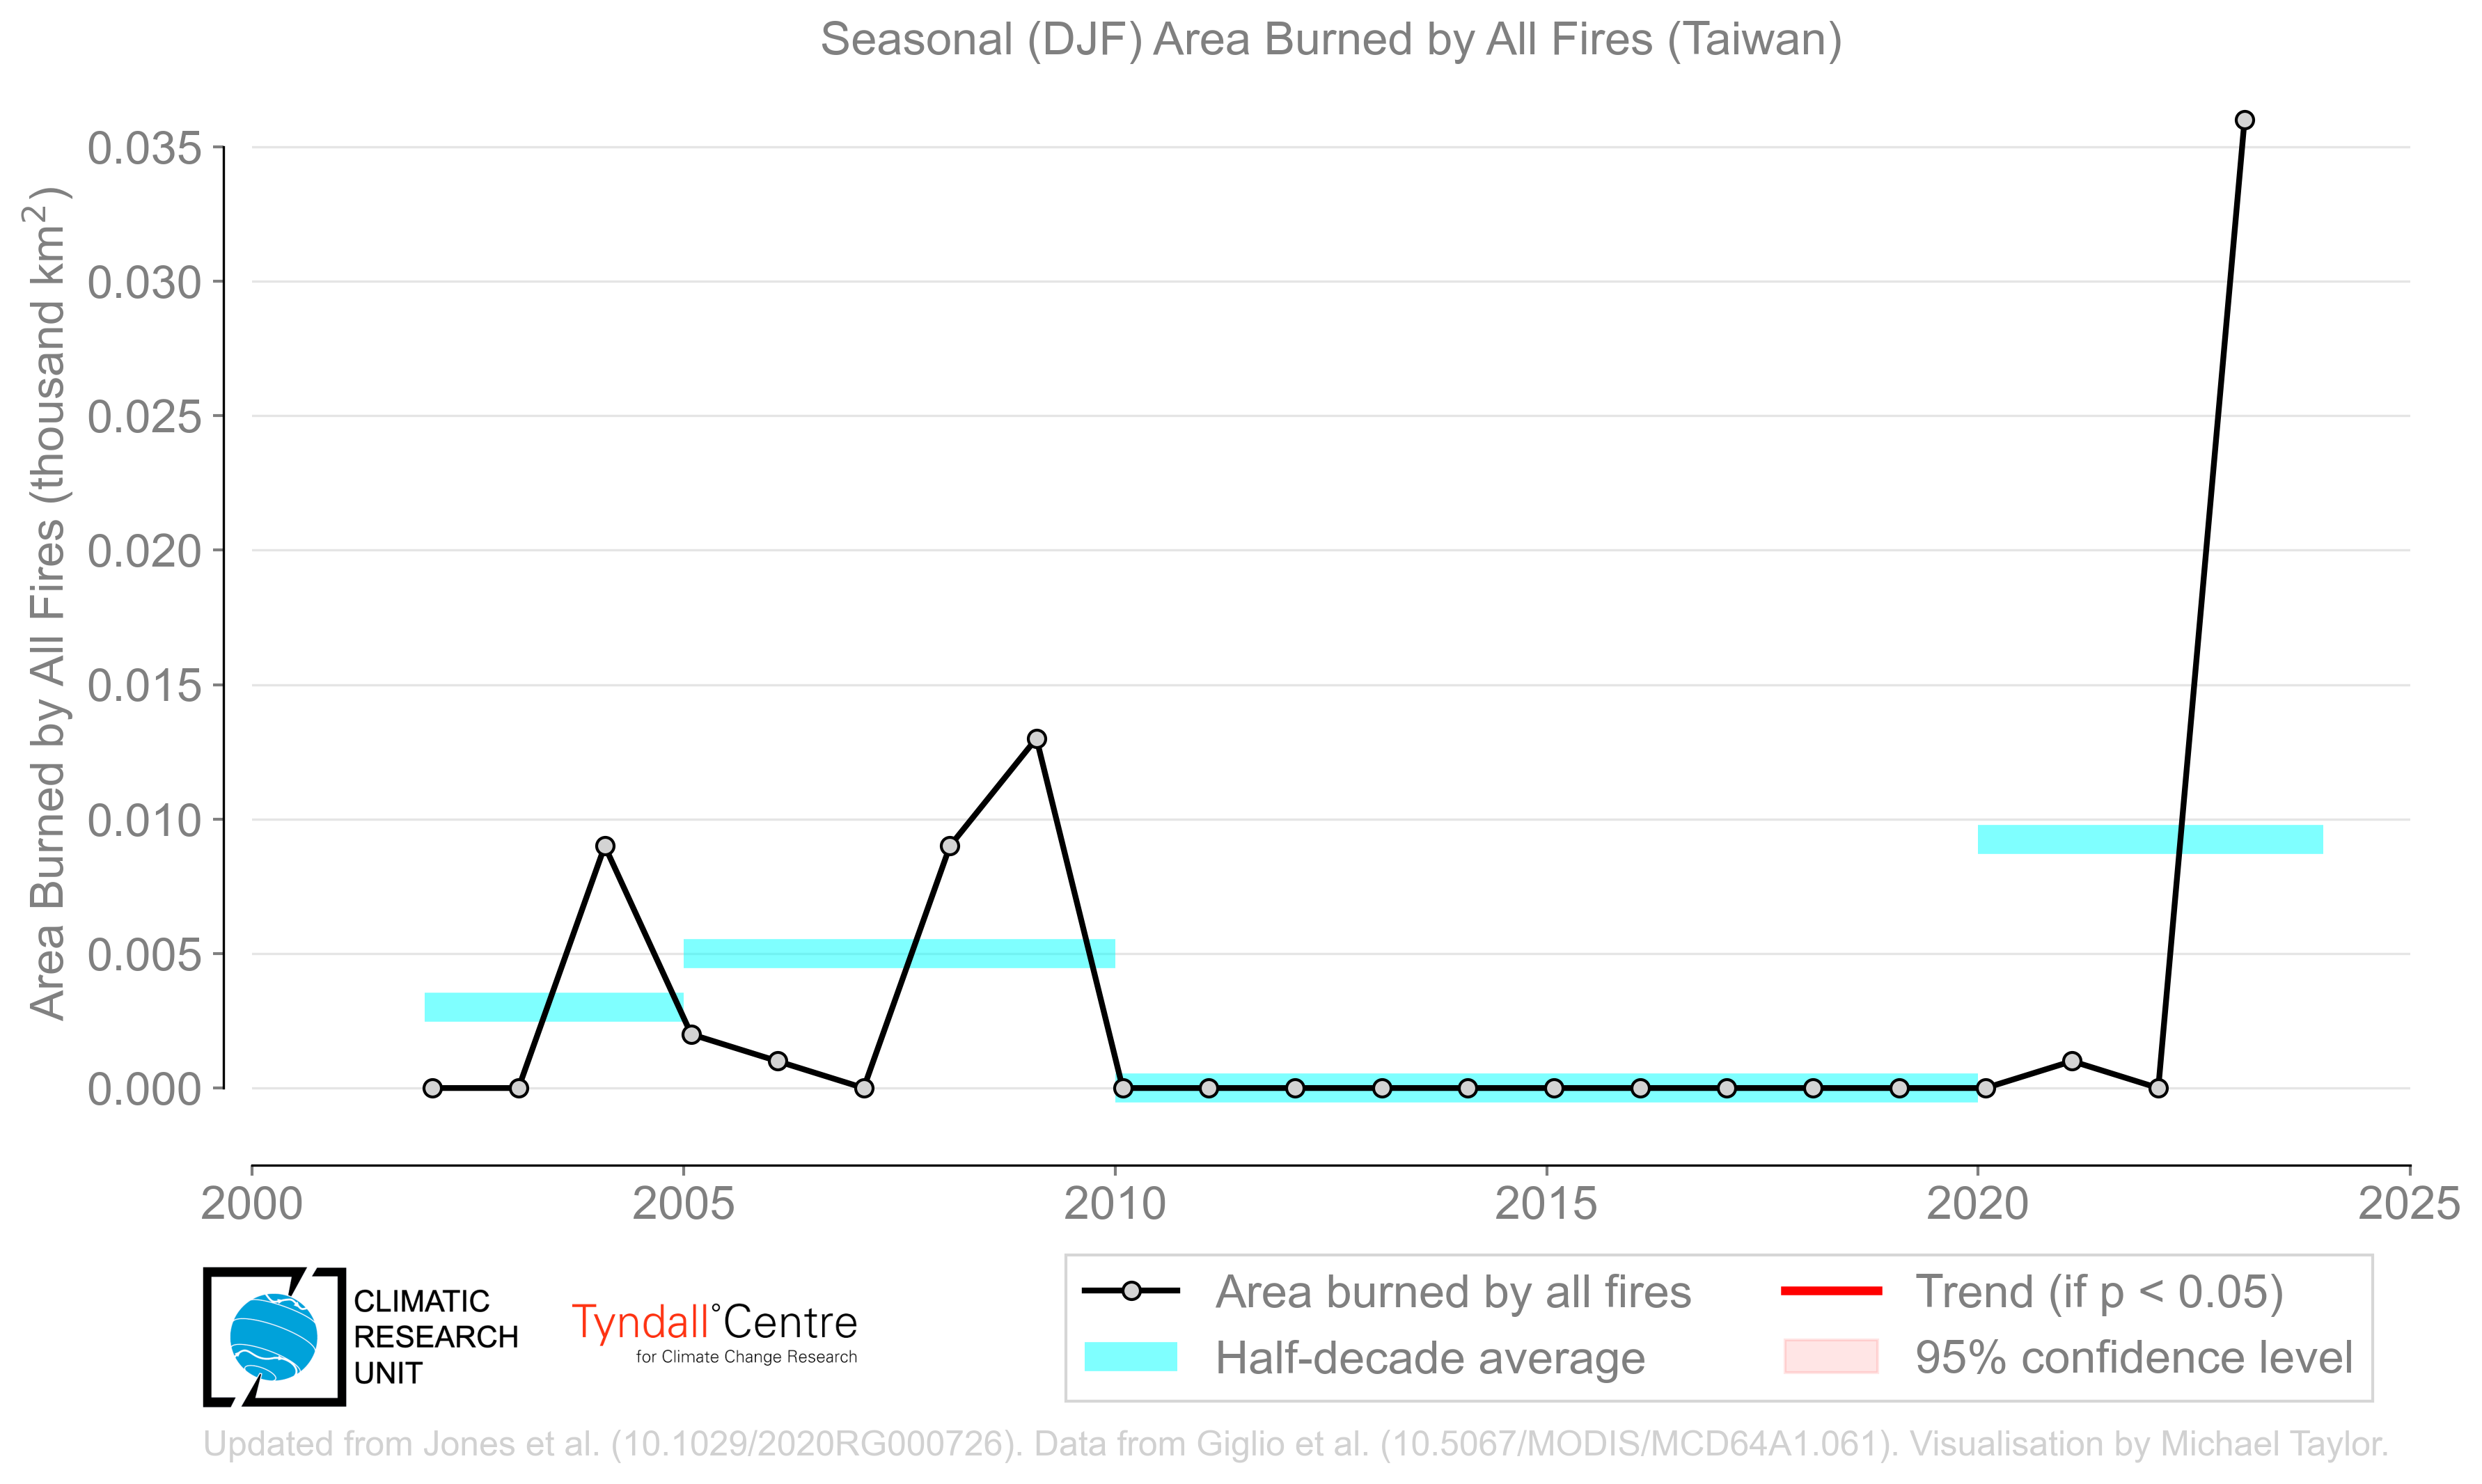 Seasonal (DJF) Area Burned by All Fires (Taiwan)
Area Burned by All Fires (thousand km²)
0.035
0.030
0.025
0.020
0.015
0.010
0.005
0.000
2000 2005 2010 2015 2020 2025
CLIMATIC
RESEARCH
UNIT
Tyndall°Centre
for Climate Change Research
Area burned by all fires
Half-decade average
Trend (if p < 0.05)
95% confidence level
Updated from Jones et al. (10.1029/2020RG000726). Data from Giglio et al. (10.5067/MODIS/MCD64A1.061). Visualisation by Michael Taylor.